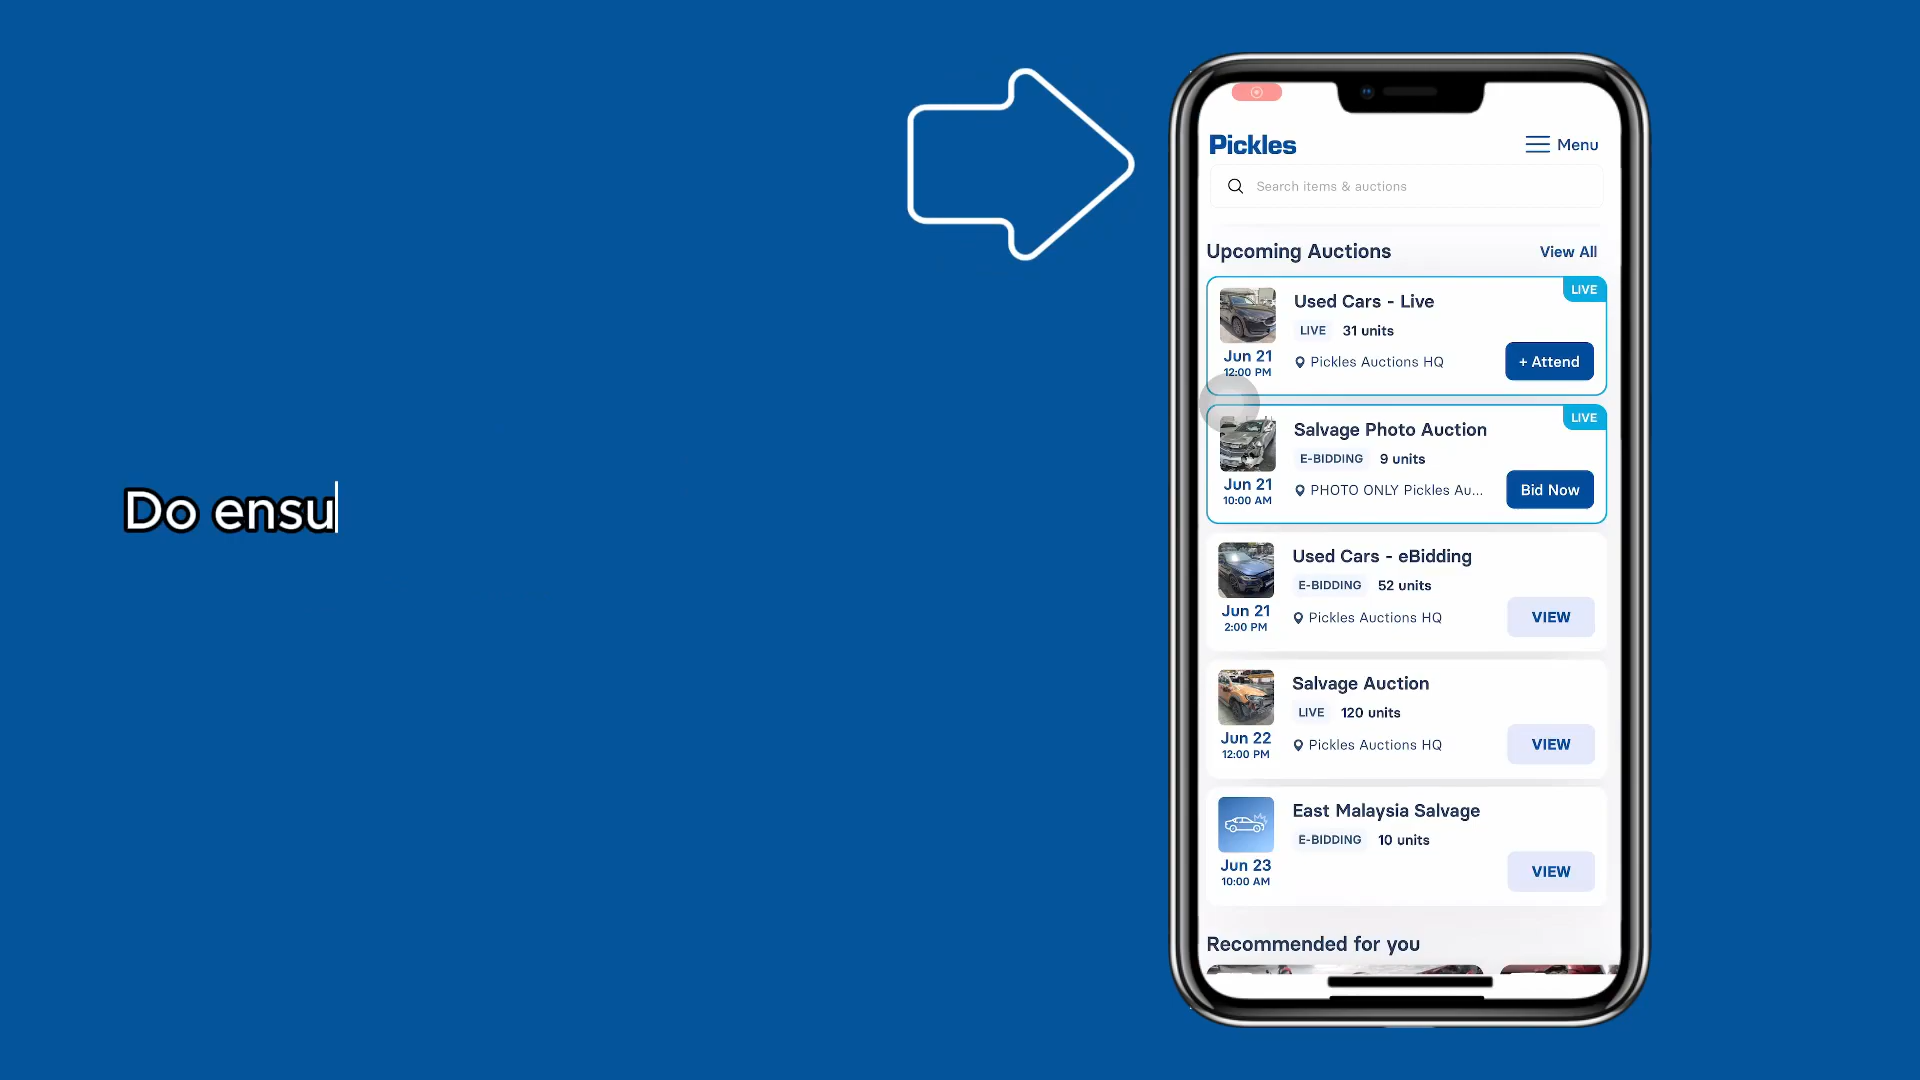 Do ensu
Pickles
Menu
Search items & auctions
Upcoming Auctions
View All
LIVE
Used Cars - Live
LIVE 31 units
Jun 21
12:00 PM
Pickles Auctions HQ
+ Attend
LIVE
Salvage Photo Auction
E-BIDDING 9 units
Jun 21
10:00 AM
PHOTO ONLY Pickles Au...
Bid Now
Used Cars - eBidding
E-BIDDING 52 units
Jun 21
2:00 PM
Pickles Auctions HQ
VIEW
Salvage Auction
LIVE 120 units
Jun 22
12:00 PM
Pickles Auctions HQ
VIEW
East Malaysia Salvage
E-BIDDING 10 units
Jun 23
10:00 AM
VIEW
Recommended for you